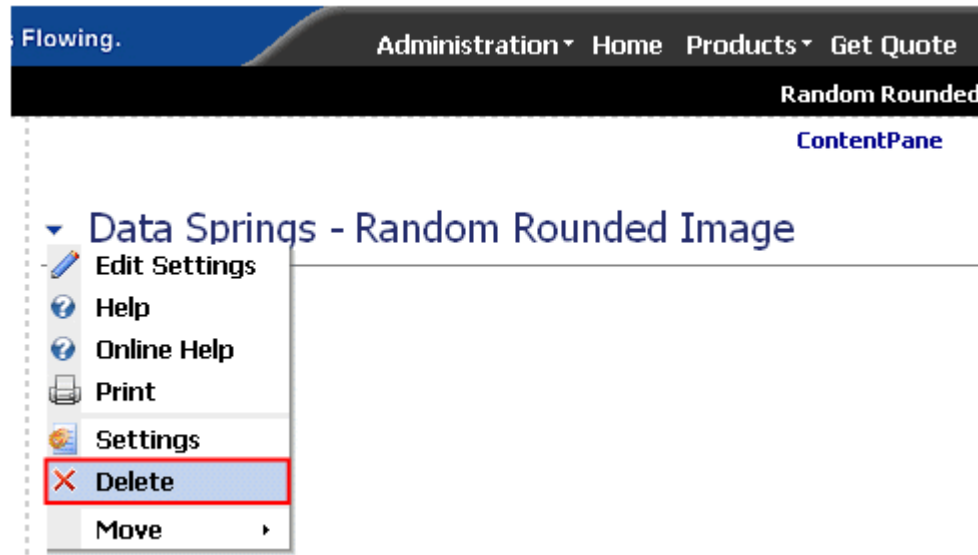 s Flowing.
Administration Home Products Get Quote
Random Rounded
ContentPane
Data Springs - Random Rounded Image
Edit Settings
Help
Online Help
Print
Settings
Delete
Move